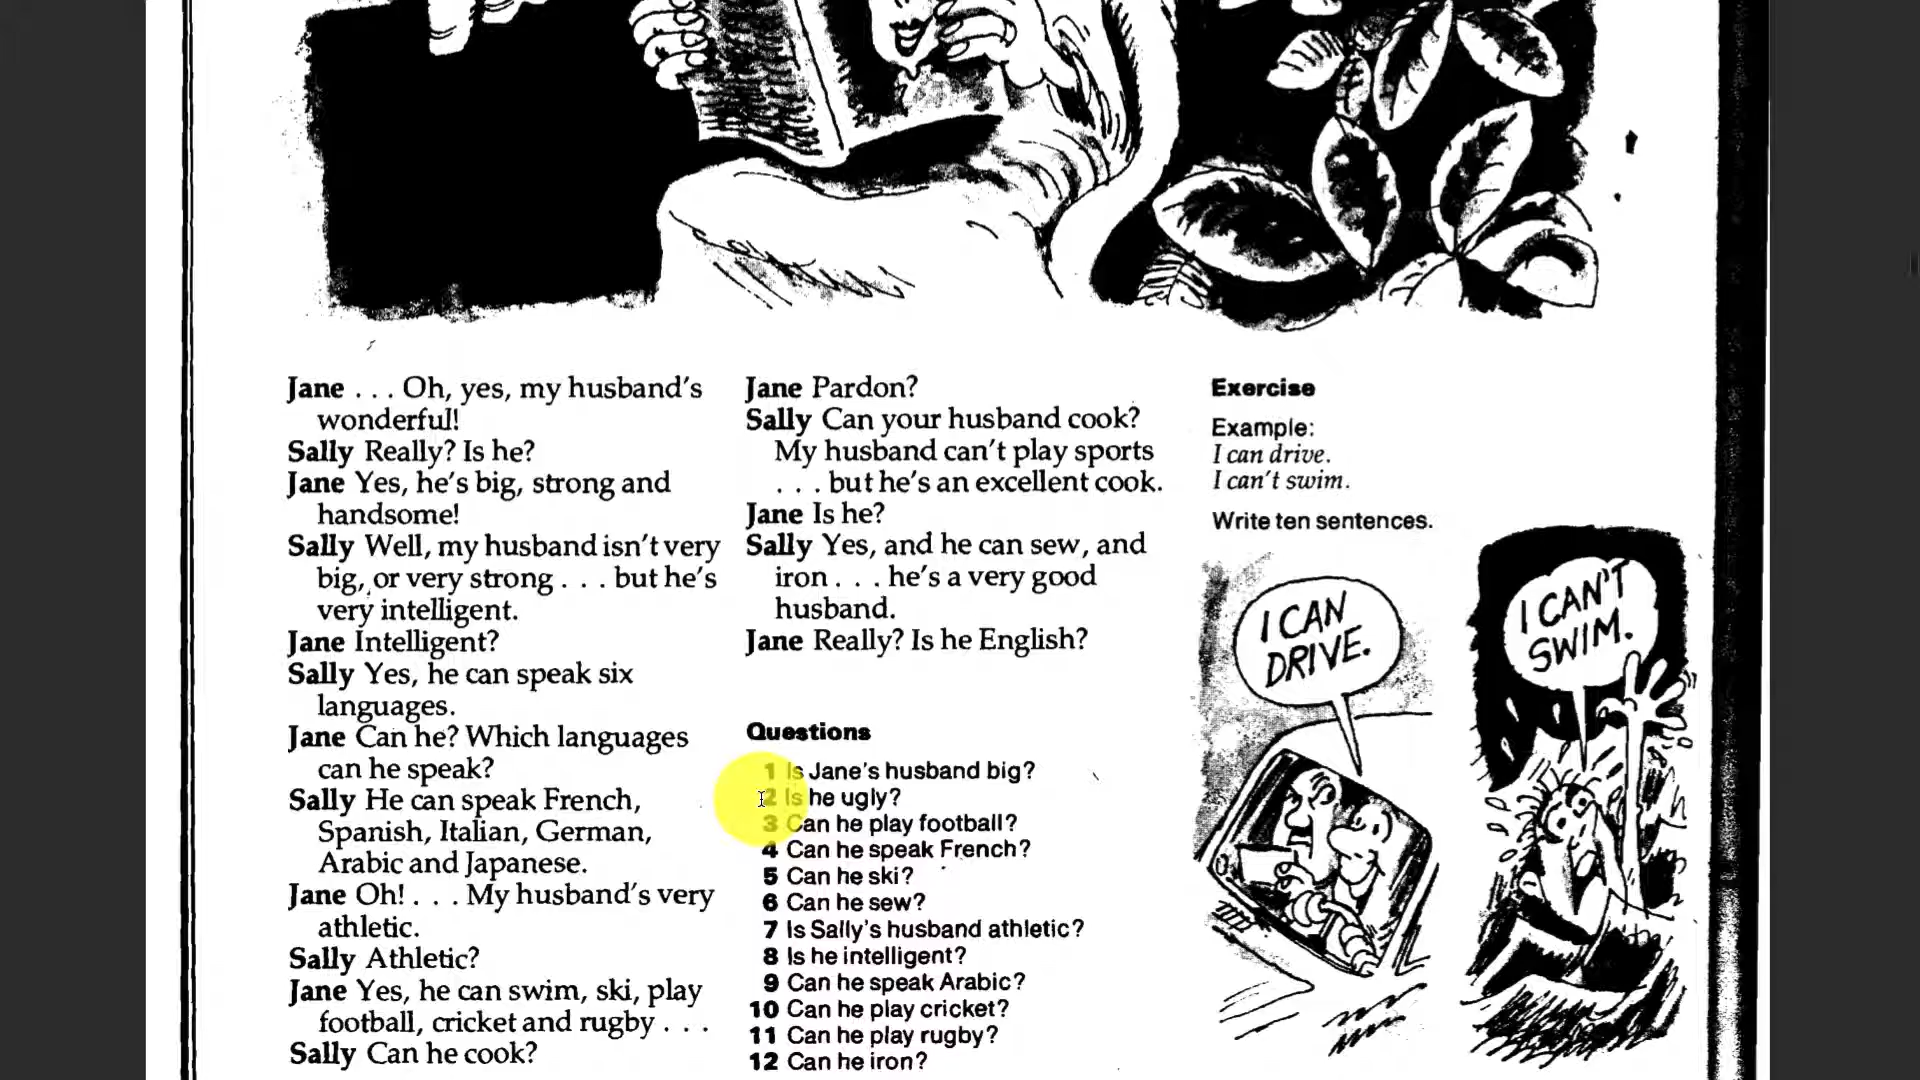 Jane . . . Oh, yes, my husband's
wonderful!
Sally Really? Is he?
Jane Yes, he's big, strong and
handsome!
Sally Well, my husband isn't very
big, or very strong . . . but he's
very intelligent.
Jane Intelligent?
Sally Yes, he can speak six
languages.
Jane Can he? Which languages
can he speak?
Sally He can speak French,
Spanish, Italian, German,
Arabic and Japanese.
Jane Oh! . . . My husband's very
athletic.
Sally Athletic?
Jane Yes, he can swim, ski, play
football, cricket and rugby . . .
Sally Can he cook?
Jane Pardon?
Sally Can your husband cook?
My husband can't play sports
. . . but he's an excellent cook.
Jane Is he?
Sally Yes, and he can sew, and
iron . . . he's a very good
husband.
Jane Really? Is he English?
Questions
1 Is Jane's husband big?
2 Is he ugly?
3 Can he play football?
4 Can he speak French?
5 Can he ski?
6 Can he sew?
7 Is Sally's husband athletic?
8 Is he intelligent?
9 Can he speak Arabic?
10 Can he play cricket?
11 Can he play rugby?
12 Can he iron?
Exercise
Example:
I can drive.
I can't swim.
Write ten sentences.
I CAN
DRIVE.
I CAN'T
SWIM.